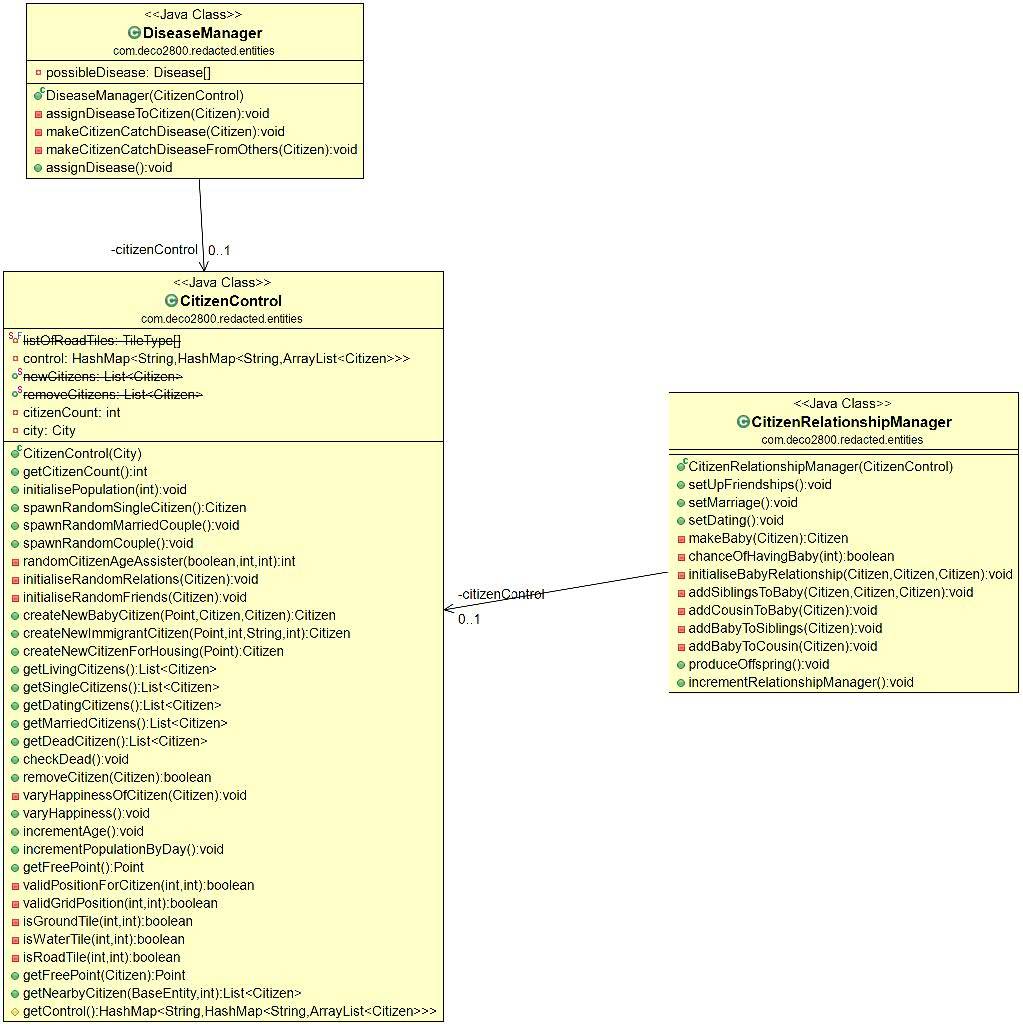 <<Java Class>>
DiseaseManager
com.deco2800.redacted.entities
possibleDisease: Disease[]
DiseaseManager(CitizenControl)
assignDiseaseToCitizen(Citizen):void
makeCitizenCatchDisease(Citizen):void
makeCitizenCatchDiseaseFromOthers(Citizen):void
assignDisease():void
-citizenControl 0..1
<<Java Class>>
CitizenControl
com.deco2800.redacted.entities
listOfRoadTiles: TileType[]
control: HashMap<String,HashMap<String,ArrayList<Citizen>>>
newCitizens: List<Citizen>
removeCitizens: List<Citizen>
citizenCount: int
city: City
CitizenControl(City)
getCitizenCount():int
initialisePopulation(int):void
spawnRandomSingleCitizen():Citizen
spawnRandomMarriedCouple():void
spawnRandomCouple():void
randomCitizenAgeAssister(boolean,int,int):int
initialiseRandomRelations(Citizen):void
initialiseRandomFriends(Citizen):void
createNewBabyCitizen(Point,Citizen,Citizen):Citizen
createNewImmigrantCitizen(Point,int,String,int):Citizen
createNewCitizenForHousing(Point):Citizen
getLivingCitizens():List<Citizen>
getSingleCitizens():List<Citizen>
getDatingCitizens():List<Citizen>
getMarriedCitizens():List<Citizen>
getDeadCitizen():List<Citizen>
checkDead():void
removeCitizen(Citizen):boolean
varyHappinessOfCitizen(Citizen):void
varyHappiness():void
incrementAge():void
incrementPopulationByDay():void
getFreePoint():Point
validPositionForCitizen(int,int):boolean
validGridPosition(int,int):boolean
isGroundTile(int,int):boolean
isWaterTile(int,int):boolean
isRoadTile(int,int):boolean
getFreePoint(Citizen):Point
getNearbyCitizen(BaseEntity,int):List<Citizen>
getControl():HashMap<String,HashMap<String,ArrayList<Citizen>>>
-citizenControl
0..1
<<Java Class>>
CitizenRelationshipManager
com.deco2800.redacted.entities
CitizenRelationshipManager(CitizenControl)
setUpFriendships():void
setMarriage():void
setDating():void
makeBaby(Citizen):Citizen
chanceOfHavingBaby(int):boolean
initialiseBabyRelationship(Citizen,Citizen,Citizen):void
addSiblingsToBaby(Citizen,Citizen,Citizen):void
addCousinToBaby(Citizen):void
addBabyToSiblings(Citizen):void
addBabyToCousin(Citizen):void
produceOffspring():void
incrementRelationshipManager():void